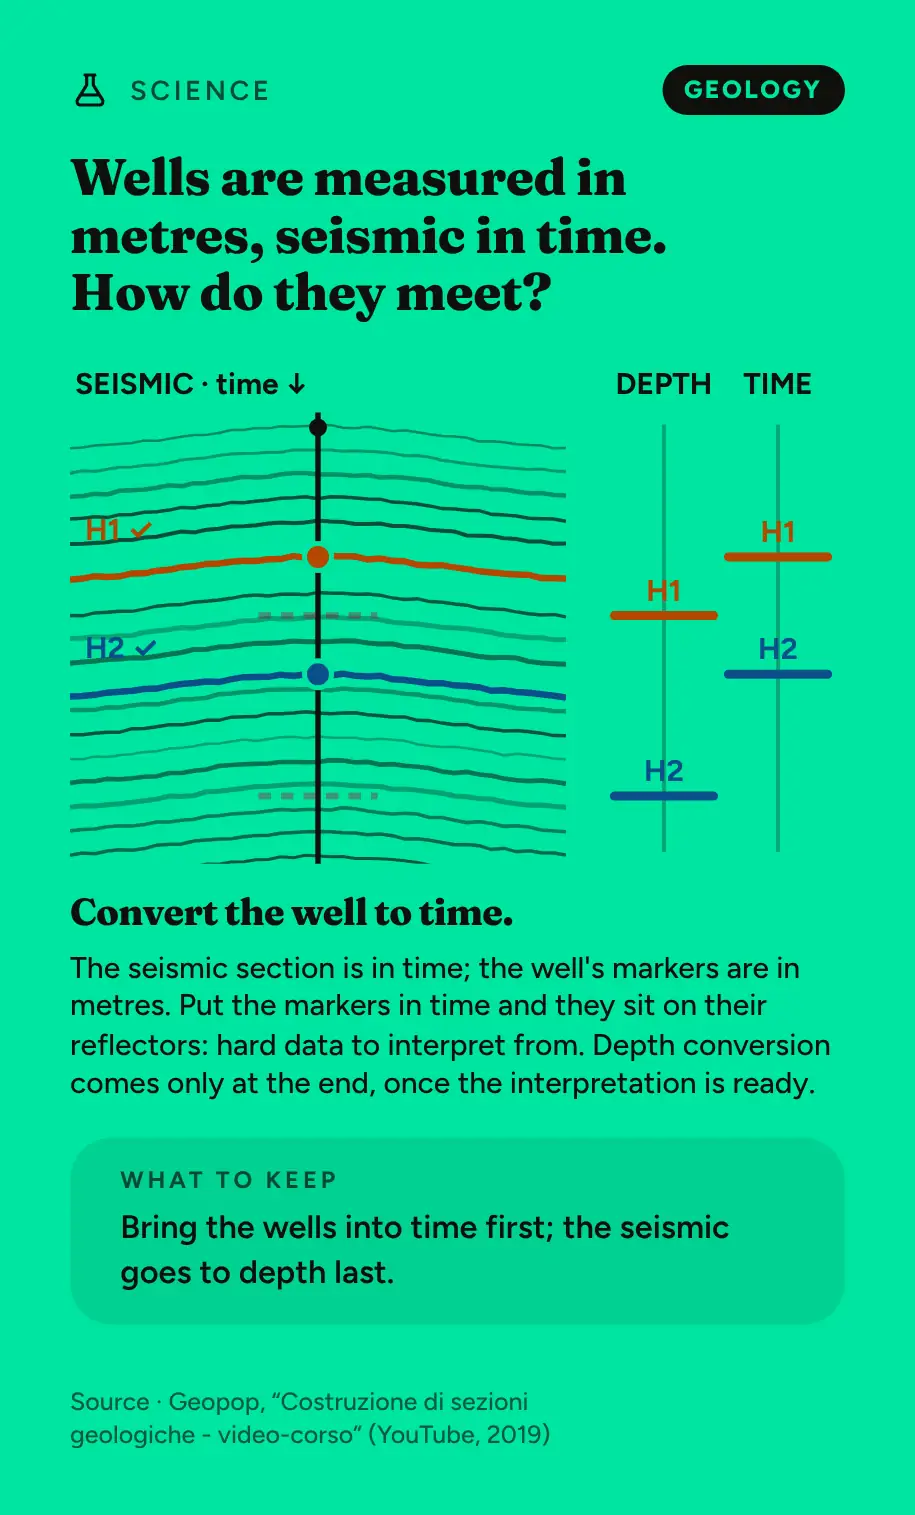 SCIENCE
GEOLOGY
Wells are measured in
metres, seismic in time.
How do they meet?
SEISMIC · time ↓
DEPTH
TIME
H1 ✓
H2 ✓
H1
H2
H1
H2
Convert the well to time.
The seismic section is in time; the well's markers are in
metres. Put the markers in time and they sit on their
reflectors: hard data to interpret from. Depth conversion
comes only at the end, once the interpretation is ready.
WHAT TO KEEP
Bring the wells into time first; the seismic
goes to depth last.
Source · Geopop, “Costruzione di sezioni
geologiche - video-corso” (YouTube, 2019)